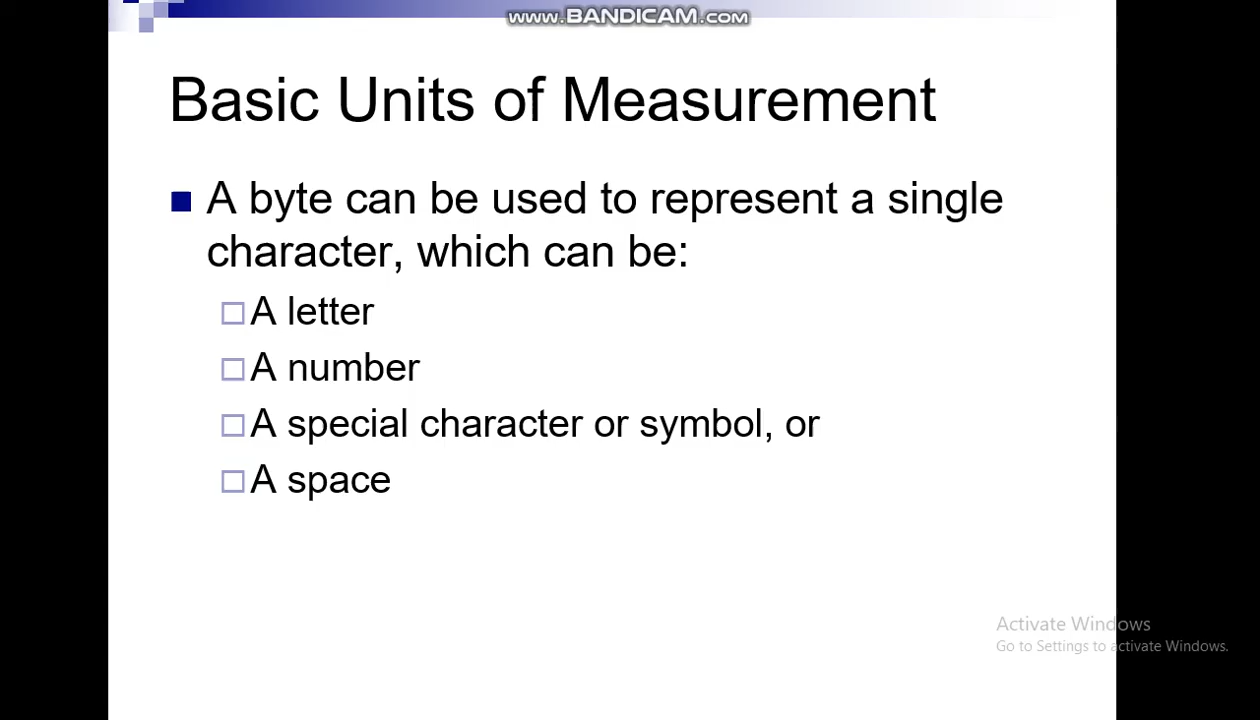 www.BANDICAM.com
Basic Units of Measurement
A byte can be used to represent a single
character, which can be:
A letter
A number
A special character or symbol, or
A space
Activate Windows
Go to Settings to activate Windows.